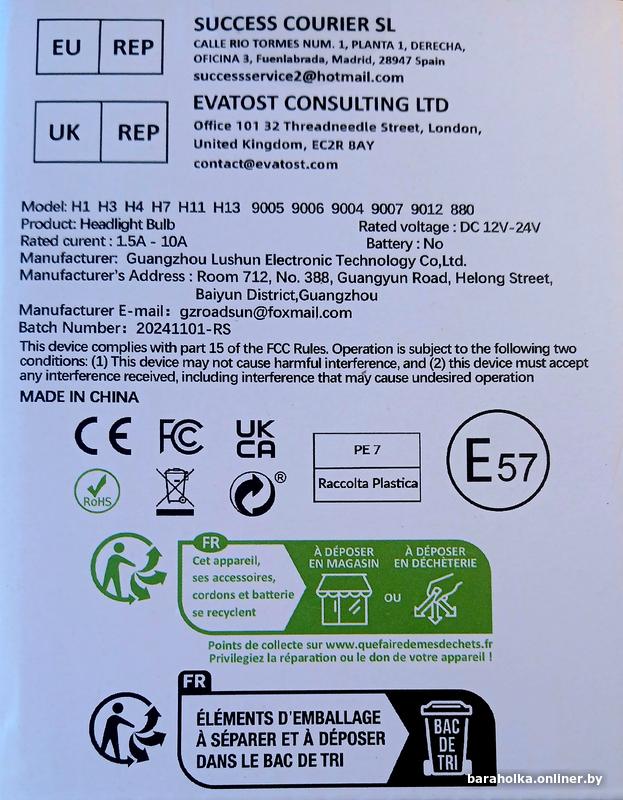 EU REP
SUCCESS COURIER SL
CALLE RIO TORMES NUM. 1, PLANTA 1, DERECHA,
OFICINA 3, Fuenlabrada, Madrid, 28947 Spain
successservice2@hotmail.com
UK REP
EVATOST CONSULTING LTD
Office 101 32 Threadneedle Street, London,
United Kingdom, EC2R 8AY
contact@evatost.com
Model: H1 H3 H4 H7 H11 H13 9005 9006 9004 9007 9012 880
Product: Headlight Bulb Rated voltage : DC 12V-24V
Rated curent : 1.5A - 10A Battery : No
Manufacturer: Guangzhou Lushun Electronic Technology Co,Ltd.
Manufacturer's Address : Room 712, No. 388, Guangyun Road, Helong Street,
Baiyun District,Guangzhou
Manufacturer E-mail: gzroadsun@foxmail.com
Batch Number: 20241101-RS
This device complies with part 15 of the FCC Rules. Operation is subject to the following two
conditions: (1) This device may not cause harmful interference, and (2) this device must accept
any interference received, including interference that may cause undesired operation
MADE IN CHINA
CE FC UK
CA
PE 7
Raccolta Plastica
E57
RoHS
®
FR
Cet appareil,
ses accessoires,
cordons et batterie
se recyclent
À DÉPOSER
EN MAGASIN
OU
À DÉPOSER
EN DÉCHÈTERIE
Points de collecte sur www.quefairedemesdechets.fr
Privilegiez la réparation ou le don de votre appareil !
FR
ÉLÉMENTS D'EMBALLAGE
À SÉPARER ET À DÉPOSER
DANS LE BAC DE TRI
BAC
DE
TRI
baraholka.onliner.by